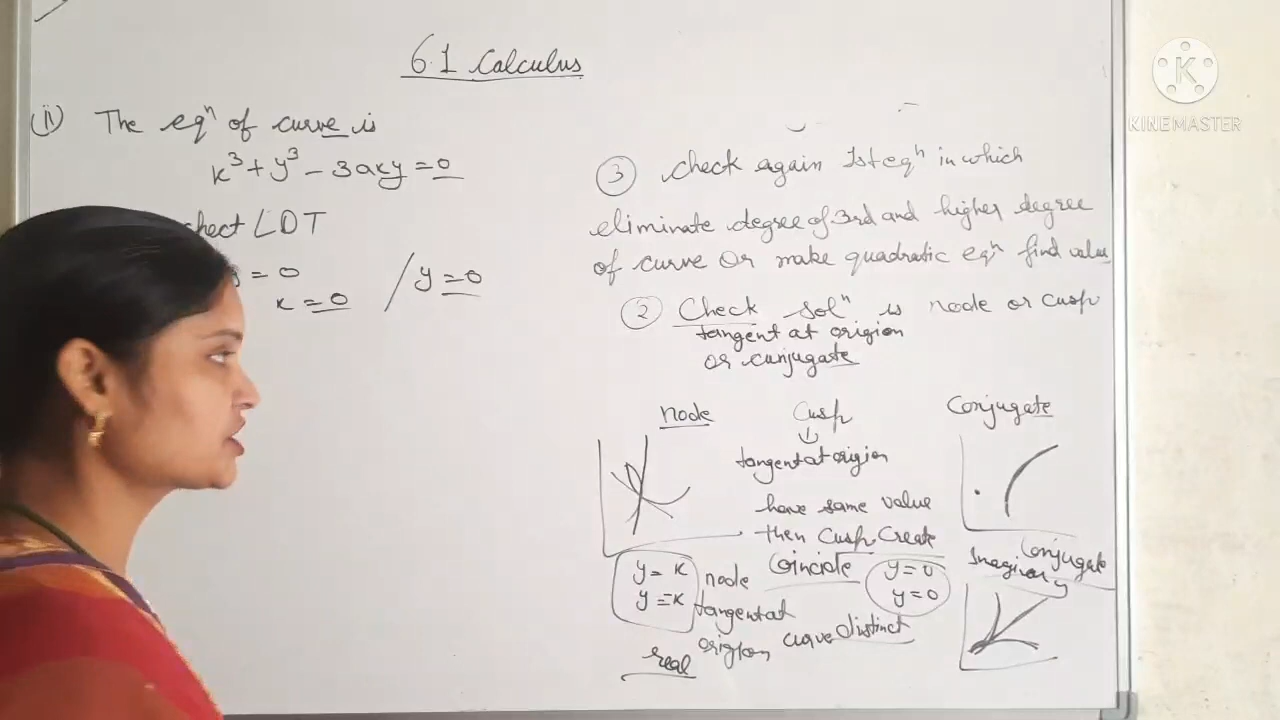 6.1 Calculus
(ii) The eqⁿ of curve is
x³ + y³ - 3axy = 0
check LDT
= 0
x = 0 / y = 0
③ check again 1st eqⁿ in which
eliminate degree of 3rd and higher degree
of curve or make quadratic eqⁿ find value
② Check solⁿ is node or cusp
tangent at origion
or cunjugate
node
Cusp
tangent at origion
have same value
then Cusp Create
Coincide
y = 0
y = 0
y = x
y = x
node
tangent at
origion curve distinct
real
Conjugate
Conjugate
Imaginary
K
KINEMASTER